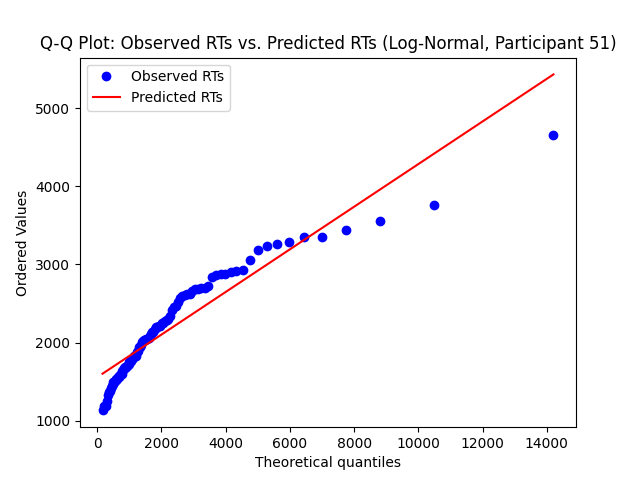 Q-Q Plot: Observed RTs vs. Predicted RTs (Log-Normal, Participant 51)
Observed RTs
Predicted RTs
Ordered Values
5000
4000
3000
2000
1000
0 2000 4000 6000 8000 10000 12000 14000
Theoretical quantiles